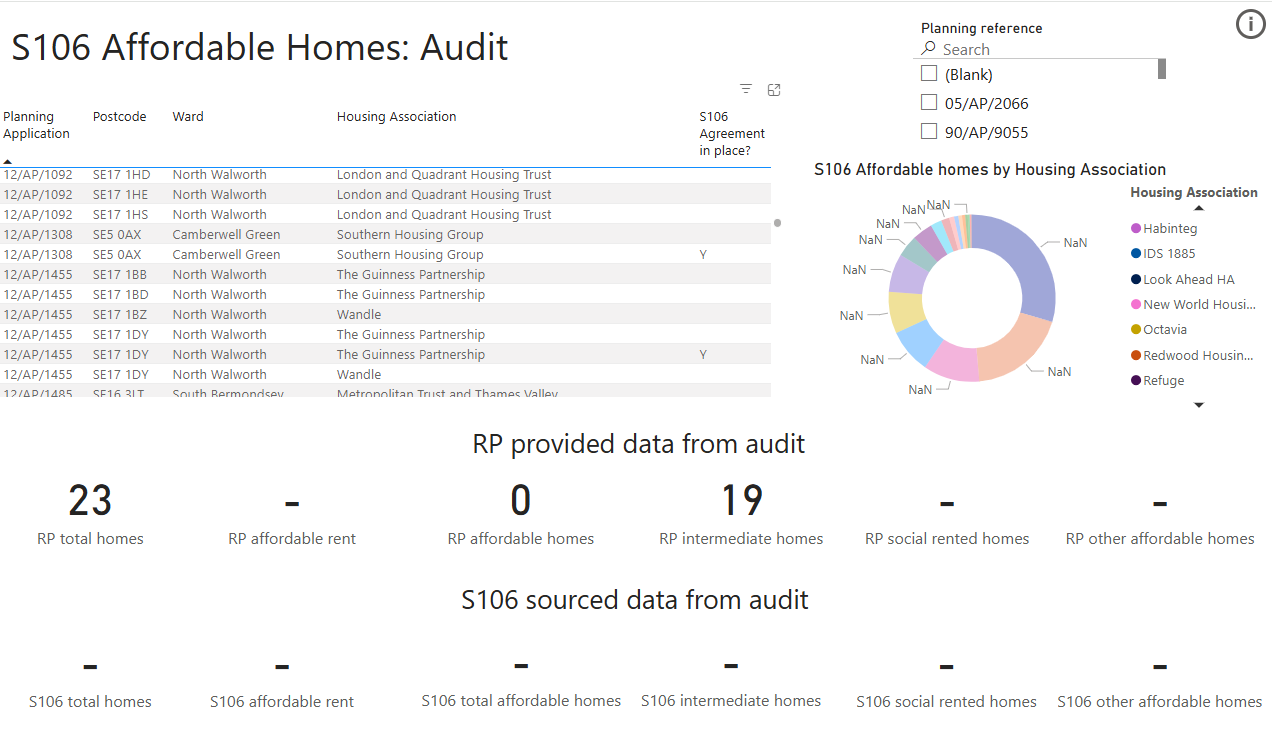 S106 Affordable Homes: Audit
Planning reference
Search
(Blank)
05/AP/2066
90/AP/9055
Planning Application Postcode Ward Housing Association S106 Agreement in place?
12/AP/1092 SE17 1HD North Walworth London and Quadrant Housing Trust
12/AP/1092 SE17 1HE North Walworth London and Quadrant Housing Trust
12/AP/1092 SE17 1HS North Walworth London and Quadrant Housing Trust
12/AP/1308 SE5 0AX Camberwell Green Southern Housing Group
12/AP/1308 SE5 0AX Camberwell Green Southern Housing Group Y
12/AP/1455 SE17 1BB North Walworth The Guinness Partnership
12/AP/1455 SE17 1BD North Walworth The Guinness Partnership
12/AP/1455 SE17 1BZ North Walworth Wandle
12/AP/1455 SE17 1DY North Walworth The Guinness Partnership
12/AP/1455 SE17 1DY North Walworth The Guinness Partnership Y
12/AP/1455 SE17 1DY North Walworth Wandle
12/AP/1485 SE16 3LT South Bermondsey Metropolitan Trust and Thames Valley
S106 Affordable homes by Housing Association
NaN
NaN
NaN
NaN
NaN
NaN
NaN
NaN
NaN
NaN
Housing Association
Habinteg
IDS 1885
Look Ahead HA
New World Housi...
Octavia
Redwood Housin...
Refuge
RP provided data from audit
23 - 0 19 - -
RP total homes RP affordable rent RP affordable homes RP intermediate homes RP social rented homes RP other affordable homes
S106 sourced data from audit
- - - - - -
S106 total homes S106 affordable rent S106 total affordable homes S106 intermediate homes S106 social rented homes S106 other affordable homes